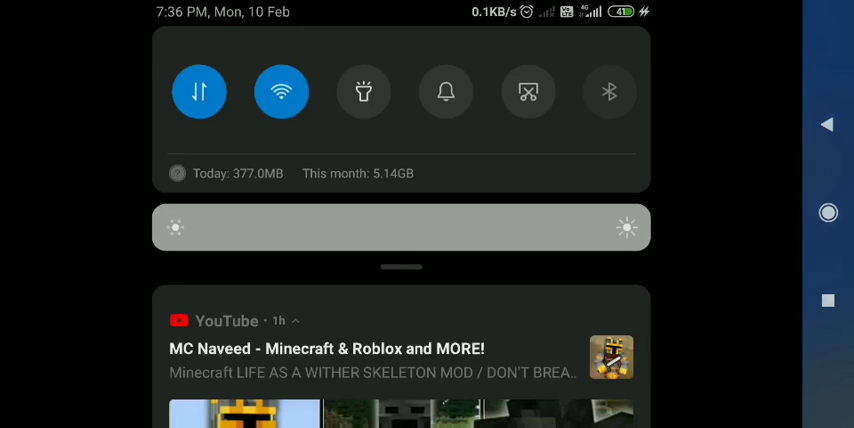 7:36 PM, Mon, 10 Feb
0.1KB/s 4G 41
Today: 377.0MB This month: 5.14GB
YouTube · 1h
MC Naveed - Minecraft & Roblox and MORE!
Minecraft LIFE AS A WITHER SKELETON MOD / DON'T BREA..